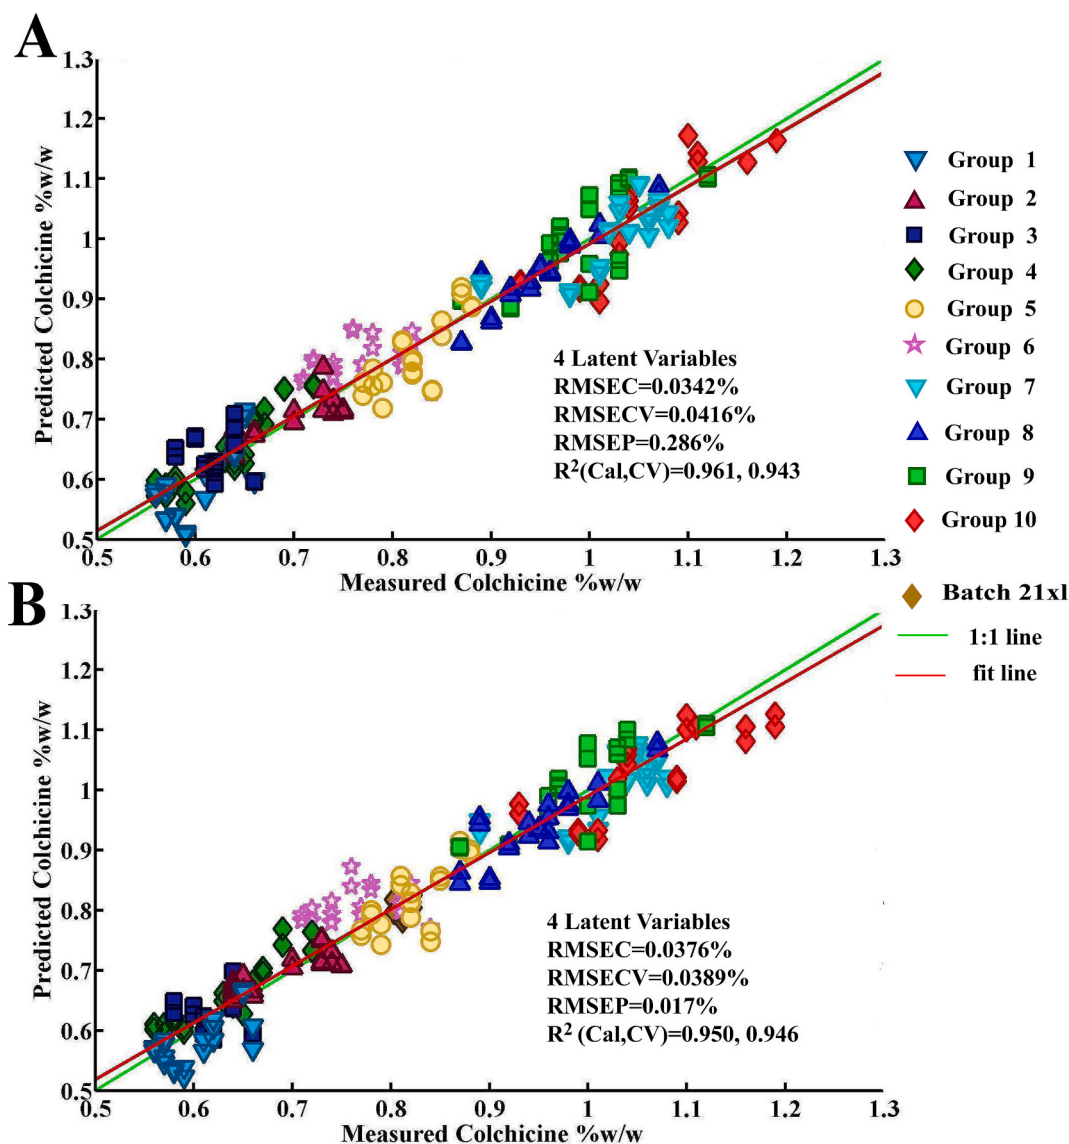 A
Predicted Colchicine %w/w
1.3
1.2
1.1
1
0.9
0.8
0.7
0.6
0.5
0.5 0.6 0.7 0.8 0.9 1 1.1 1.2 1.3
Measured Colchicine %w/w
4 Latent Variables
RMSEC=0.0342%
RMSECV=0.0416%
RMSEP=0.286%
R²(Cal,CV)=0.961, 0.943
Group 1
Group 2
Group 3
Group 4
Group 5
Group 6
Group 7
Group 8
Group 9
Group 10
Batch 21xl
1:1 line
fit line
B
Predicted Colchicine %w/w
1.3
1.2
1.1
1
0.9
0.8
0.7
0.6
0.5
0.5 0.6 0.7 0.8 0.9 1 1.1 1.2 1.3
Measured Colchicine %w/w
4 Latent Variables
RMSEC=0.0376%
RMSECV=0.0389%
RMSEP=0.017%
R² (Cal,CV)=0.950, 0.946